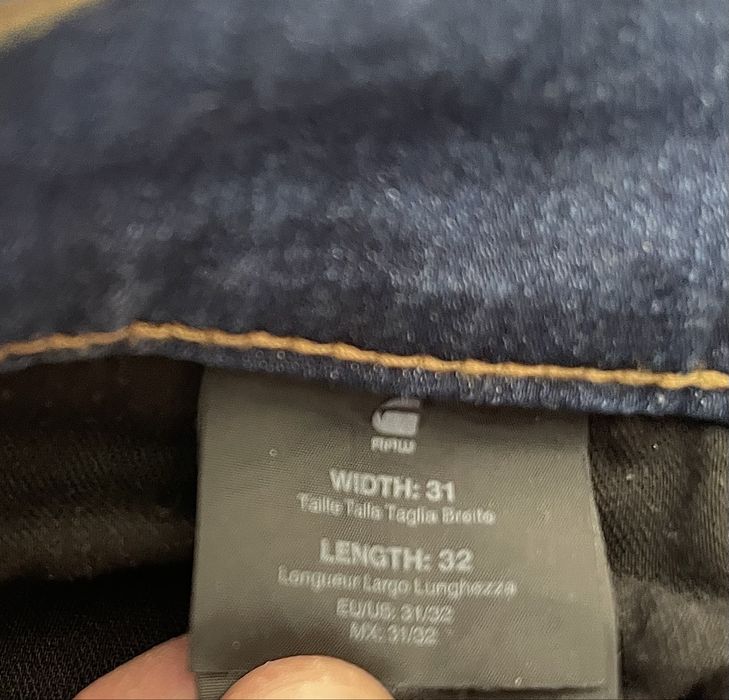 RAW
WIDTH: 31
Taille Talla Taglia Breite
LENGTH: 32
Longueur Largo Lunghezza
EU/US: 31/32
MX: 31/32